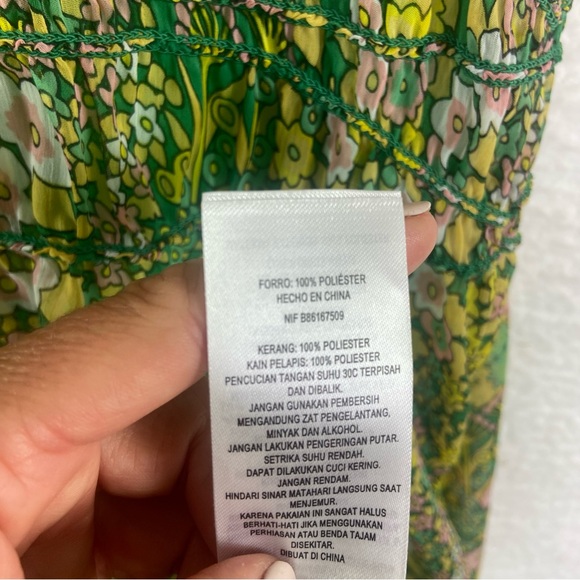 FORRO: 100% POLIÉSTER
HECHO EN CHINA
NIF B86167509
KERANG: 100% POLIESTER
KAIN PELAPIS: 100% POLIESTER
PENCUCIAN TANGAN SUHU 30C TERPISAH
DAN DIBALIK.
JANGAN GUNAKAN PEMBERSIH
MENGANDUNG ZAT PENGELANTANG,
MINYAK DAN ALKOHOL.
JANGAN LAKUKAN PENGERINGAN PUTAR.
SETRIKA SUHU RENDAH.
DAPAT DILAKUKAN CUCI KERING.
JANGAN RENDAM.
HINDARI SINAR MATAHARI LANGSUNG SAAT
MENJEMUR.
KARENA PAKAIAN INI SANGAT HALUS
BERHATI-HATI JIKA MENGGUNAKAN
PERHIASAN ATAU BENDA TAJAM
DISEKITAR.
DIBUAT DI CHINA